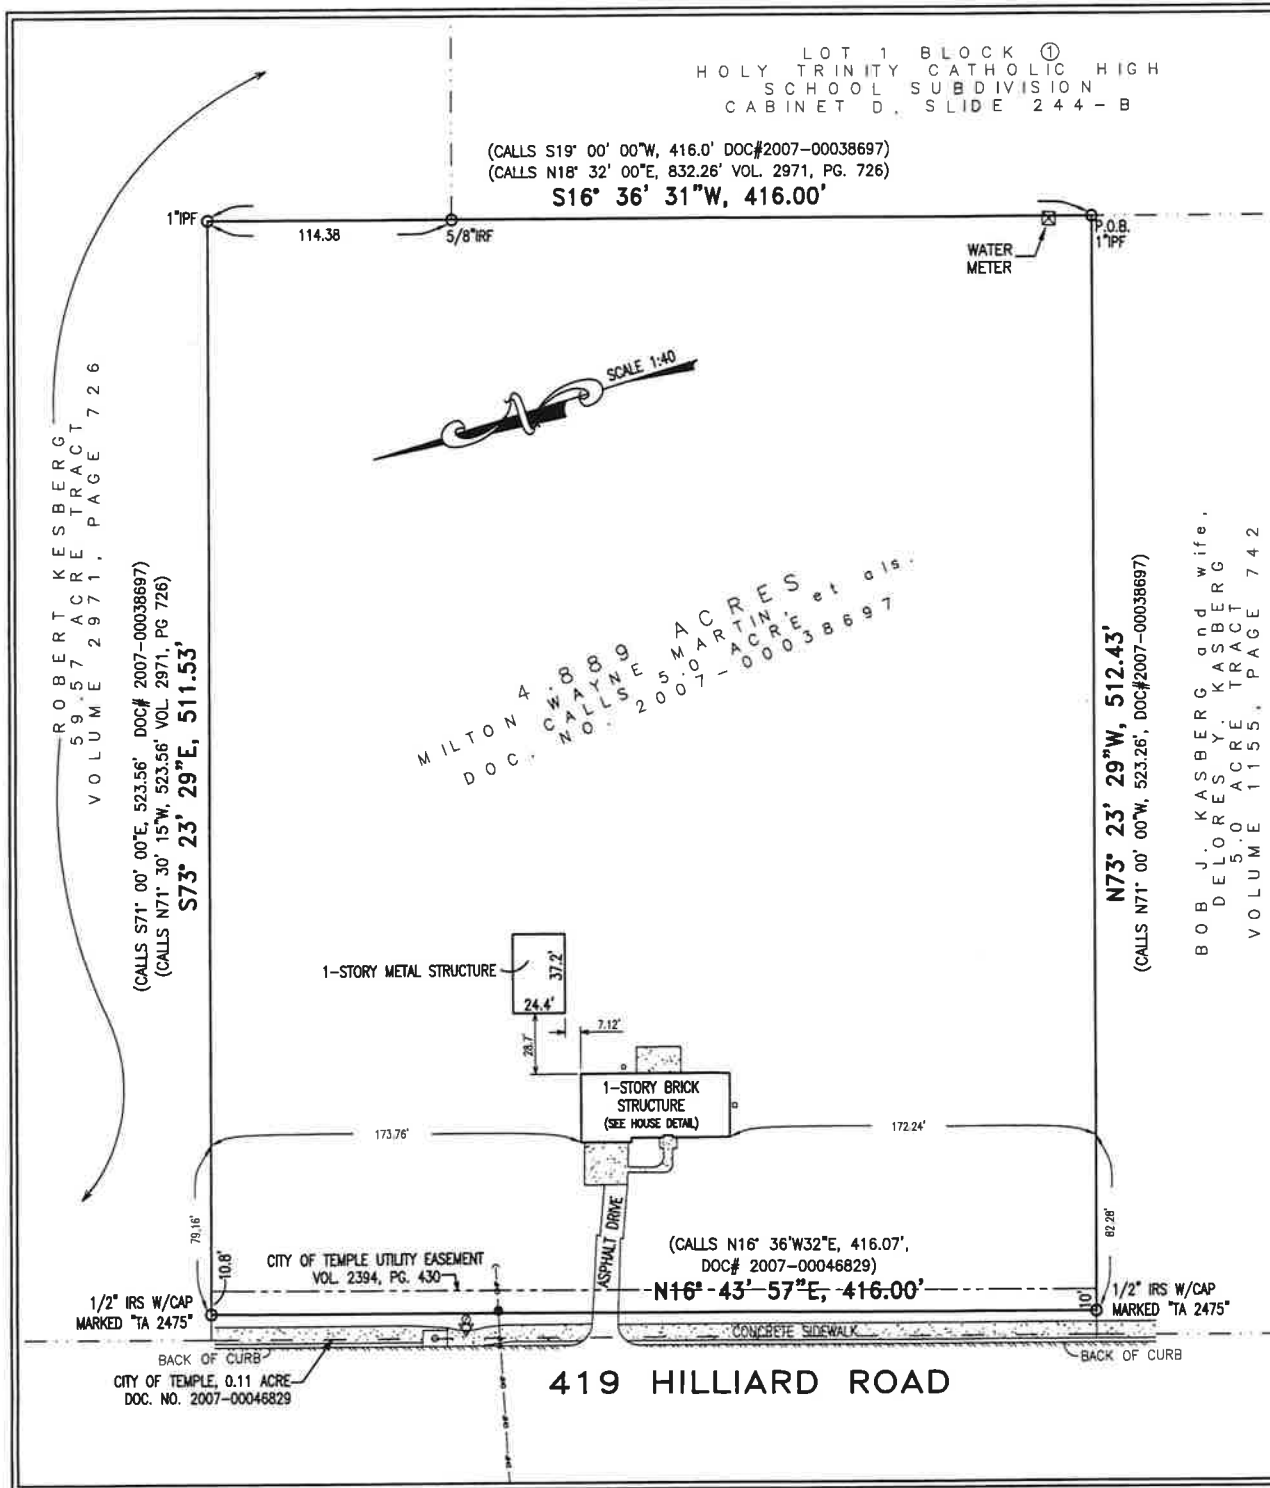 LOT 1 BLOCK ①
HOLY TRINITY CATHOLIC HIGH
SCHOOL SUBDIVISION
CABINET D, SLIDE 244-B
(CALLS S19° 00' 00"W, 416.0' DOC#2007-00038697)
(CALLS N18° 32' 00"E, 832.26' VOL. 2971, PG. 726)
S16° 36' 31"W, 416.00'
1"IPF
114.38
5/8"IRF
P.O.B.
1"IPF
WATER
METER
SCALE 1:40
ROBERT KESBERG
59.57 ACRE TRACT
VOLUME 2971, PAGE 726
(CALLS S71° 00' 00"E, 523.56' DOC# 2007-00038697)
(CALLS N71° 30' 15"W, 523.56' VOL. 2971, PG 726)
S73° 23' 29"E, 511.53'
4.889 ACRES
MILTON WAYNE MARTIN, et als.
CALLS 5.0 ACRE
DOC. NO. 2007-00038697
N73° 23' 29"W, 512.43'
(CALLS N71° 00' 00"W, 523.26', DOC#2007-00038697)
BOB J. KASBERG and wife,
DELORES Y. KASBERG
5.0 ACRE TRACT
VOLUME 1155, PAGE 742
1-STORY METAL STRUCTURE
37.2'
24.4'
28.7'
7.12'
1-STORY BRICK
STRUCTURE
(SEE HOUSE DETAIL)
173.76'
172.24'
79.16'
82.28'
ASPHALT DRIVE
10.8'
CITY OF TEMPLE UTILITY EASEMENT
VOL. 2394, PG. 430
(CALLS N16° 36'W32"E, 416.07',
DOC# 2007-00046829)
N16° 43' 57"E, 416.00'
10'
1/2" IRS W/CAP
MARKED "TA 2475"
1/2" IRS W/CAP
MARKED "TA 2475"
CONCRETE SIDEWALK
BACK OF CURB
BACK OF CURB
CITY OF TEMPLE, 0.11 ACRE
DOC. NO. 2007-00046829
419 HILLIARD ROAD